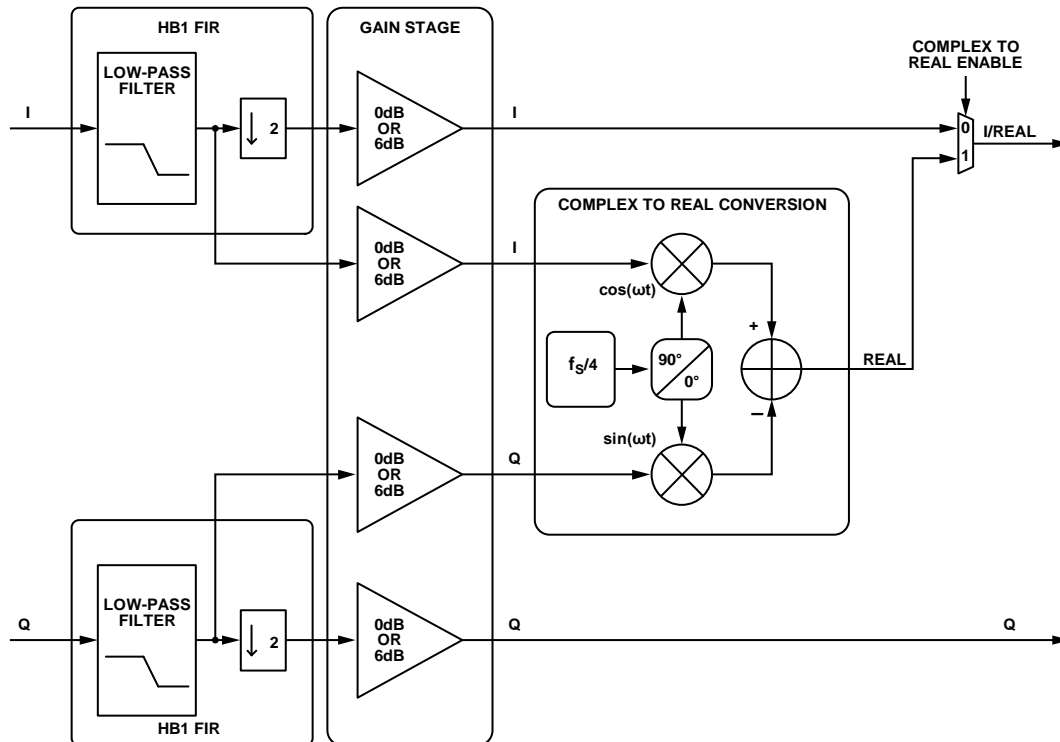 HB1 FIR
GAIN STAGE
LOW-PASS
FILTER
COMPLEX TO
REAL ENABLE
I
2
0dB
OR
6dB
I
0
1
I/REAL
COMPLEX TO REAL CONVERSION
0dB
OR
6dB
I
cos(ωt)
fS/4
90°
0°
+
–
REAL
sin(ωt)
0dB
OR
6dB
Q
LOW-PASS
FILTER
Q
2
0dB
OR
6dB
Q
Q
HB1 FIR